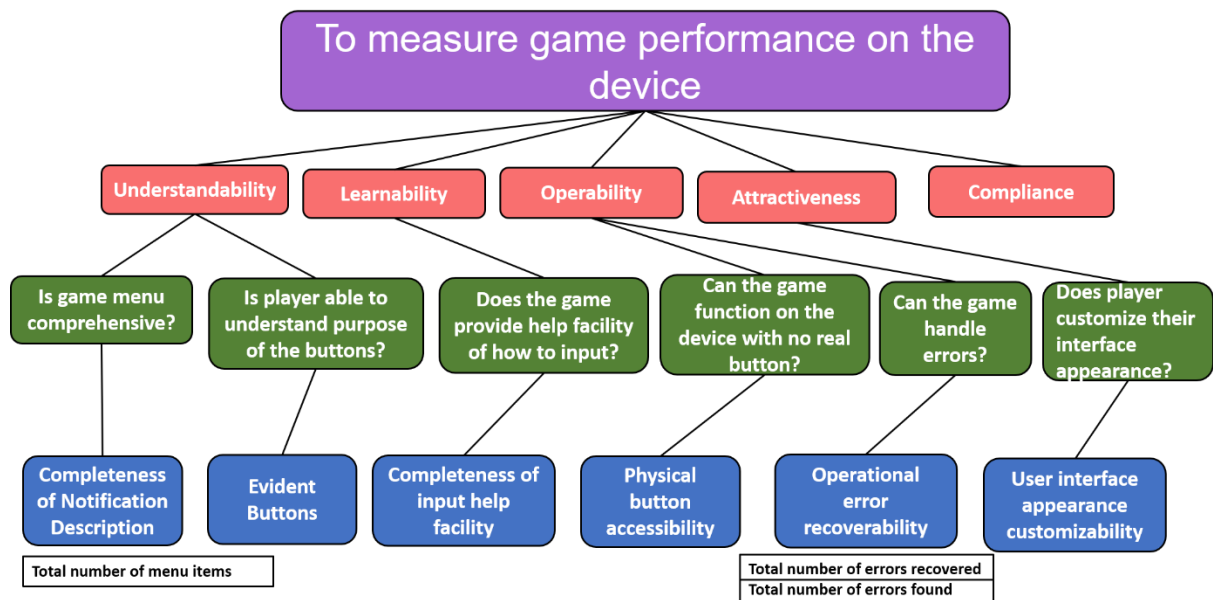 To measure game performance on the
device
Understandability
Learnability
Operability
Attractiveness
Compliance
Is game menu
comprehensive?
Is player able to
understand purpose
of the buttons?
Does the game
provide help facility
of how to input?
Can the game
function on the
device with no real
button?
Can the game
handle
errors?
Does player
customize their
interface
appearance?
Completeness
of Notification
Description
Evident
Buttons
Completeness of
input help
facility
Physical
button
accessibility
Operational
error
recoverability
User interface
appearance
customizability
Total number of menu items
Total number of errors recovered
Total number of errors found